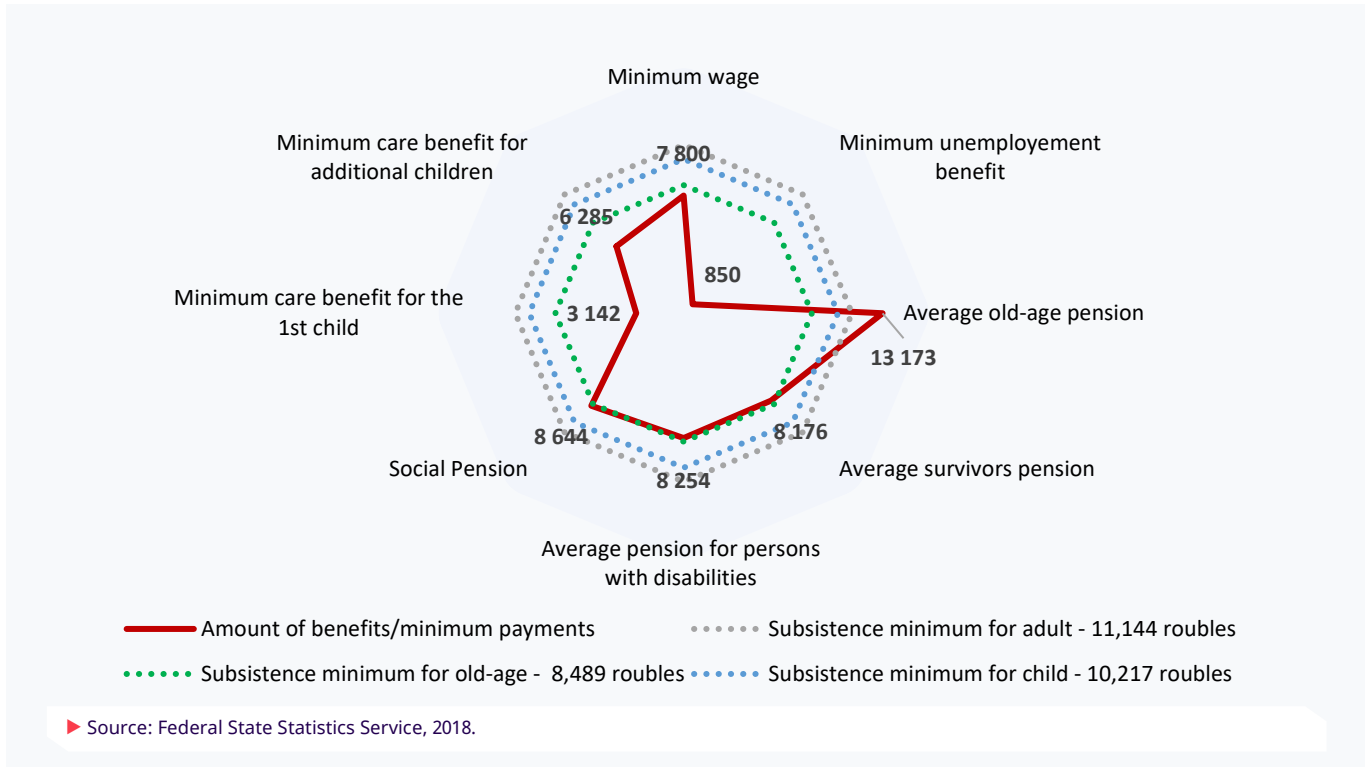 Minimum wage
Minimum care benefit for
additional children
Minimum unemployement
benefit
7 800
6 285
850
Minimum care benefit for the
1st child
3 142
Average old-age pension
13 173
8 644
8 176
Social Pension
8 254
Average survivors pension
Average pension for persons
with disabilities
Amount of benefits/minimum payments
Subsistence minimum for adult - 11,144 roubles
Subsistence minimum for old-age -  8,489 roubles
Subsistence minimum for child - 10,217 roubles
Source: Federal State Statistics Service, 2018.